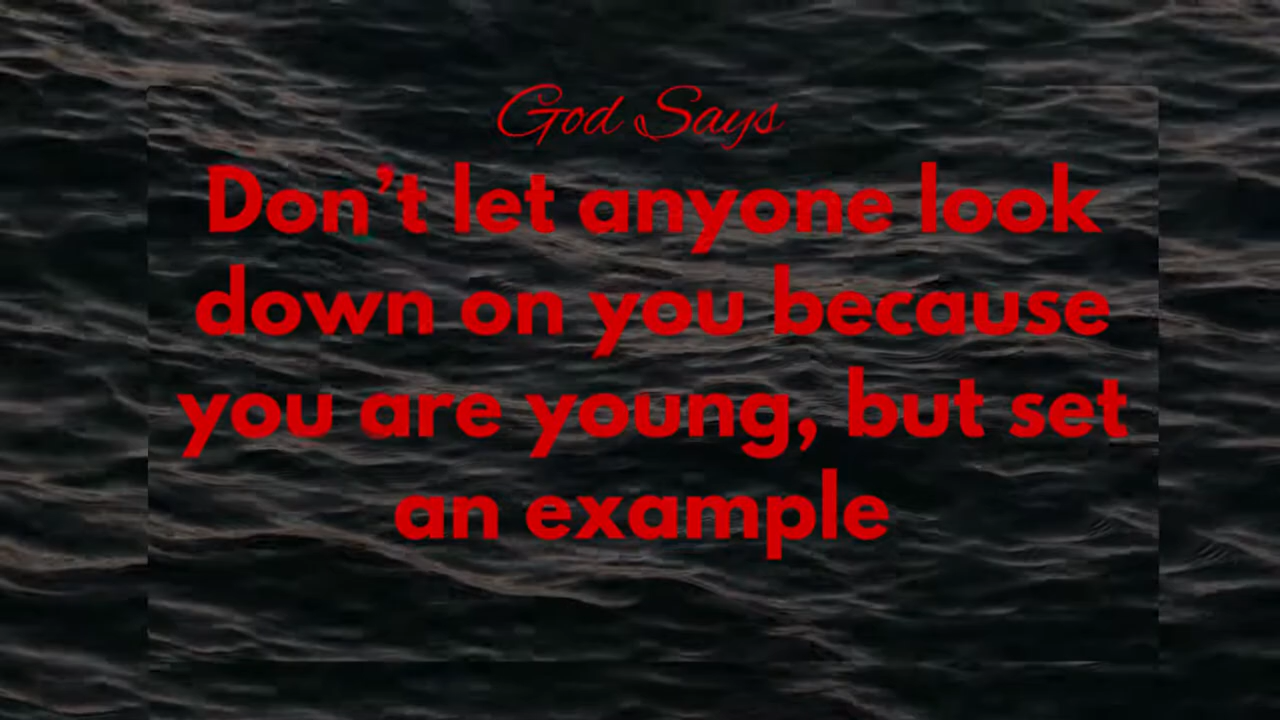 God Says
Don’t let anyone look
down on you because
you are young, but set
an example